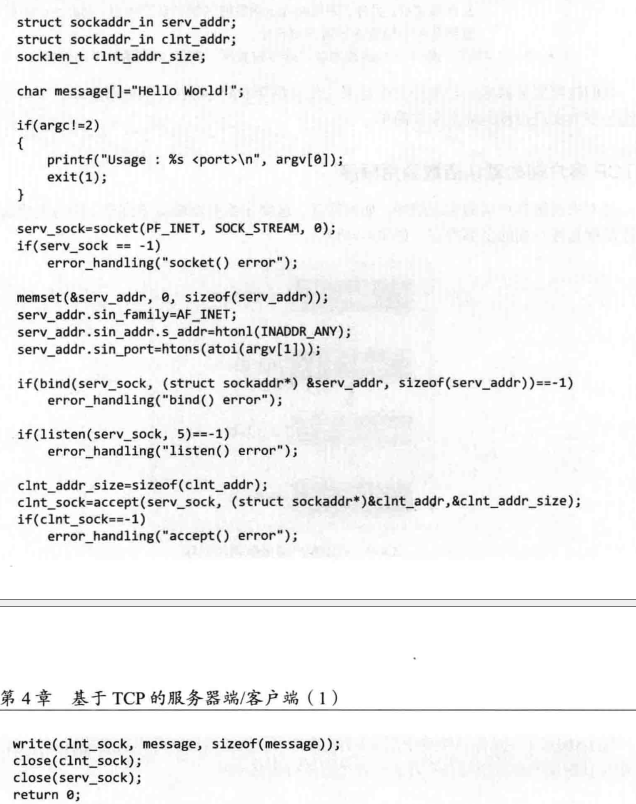 struct sockaddr_in serv_addr;
struct sockaddr_in clnt_addr;
socklen_t clnt_addr_size;
char message[]="Hello World!";
if(argc!=2)
{
printf("Usage : %s <port>\n", argv[0]);
exit(1);
}
serv_sock=socket(PF_INET, SOCK_STREAM, 0);
if(serv_sock == -1)
error_handling("socket() error");
memset(&serv_addr, 0, sizeof(serv_addr));
serv_addr.sin_family=AF_INET;
serv_addr.sin_addr.s_addr=htonl(INADDR_ANY);
serv_addr.sin_port=htons(atoi(argv[1]));
if(bind(serv_sock, (struct sockaddr*) &serv_addr, sizeof(serv_addr))==-1)
error_handling("bind() error");
if(listen(serv_sock, 5)==-1)
error_handling("listen() error");
clnt_addr_size=sizeof(clnt_addr);
clnt_sock=accept(serv_sock, (struct sockaddr*)&clnt_addr,&clnt_addr_size);
if(clnt_sock==-1)
error_handling("accept() error");
第 4 章 基于 TCP 的服务器端/客户端（1）
write(clnt_sock, message, sizeof(message));
close(clnt_sock);
close(serv_sock);
return 0;